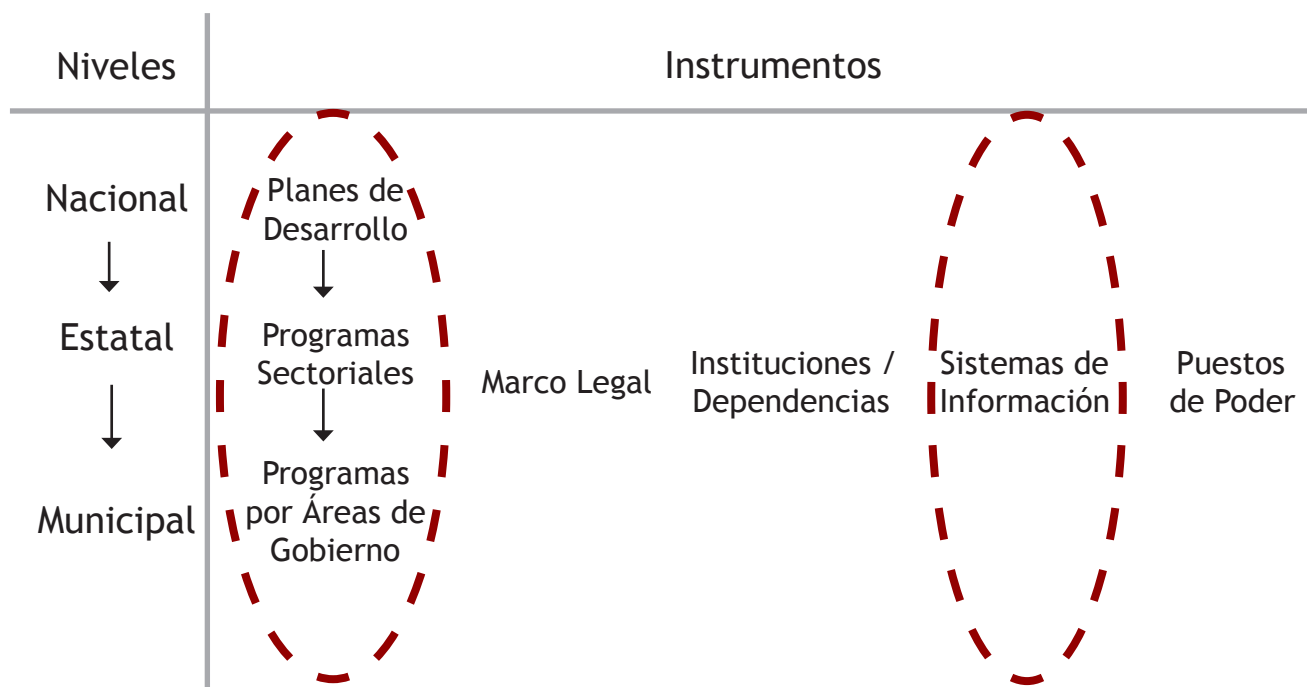 Niveles
Instrumentos
Nacional
Estatal
Municipal
Planes de
Desarrollo
Programas
Sectoriales
Programas
por Áreas de
Gobierno
Marco Legal
Instituciones /
Dependencias
Sistemas de
Información
Puestos
de Poder